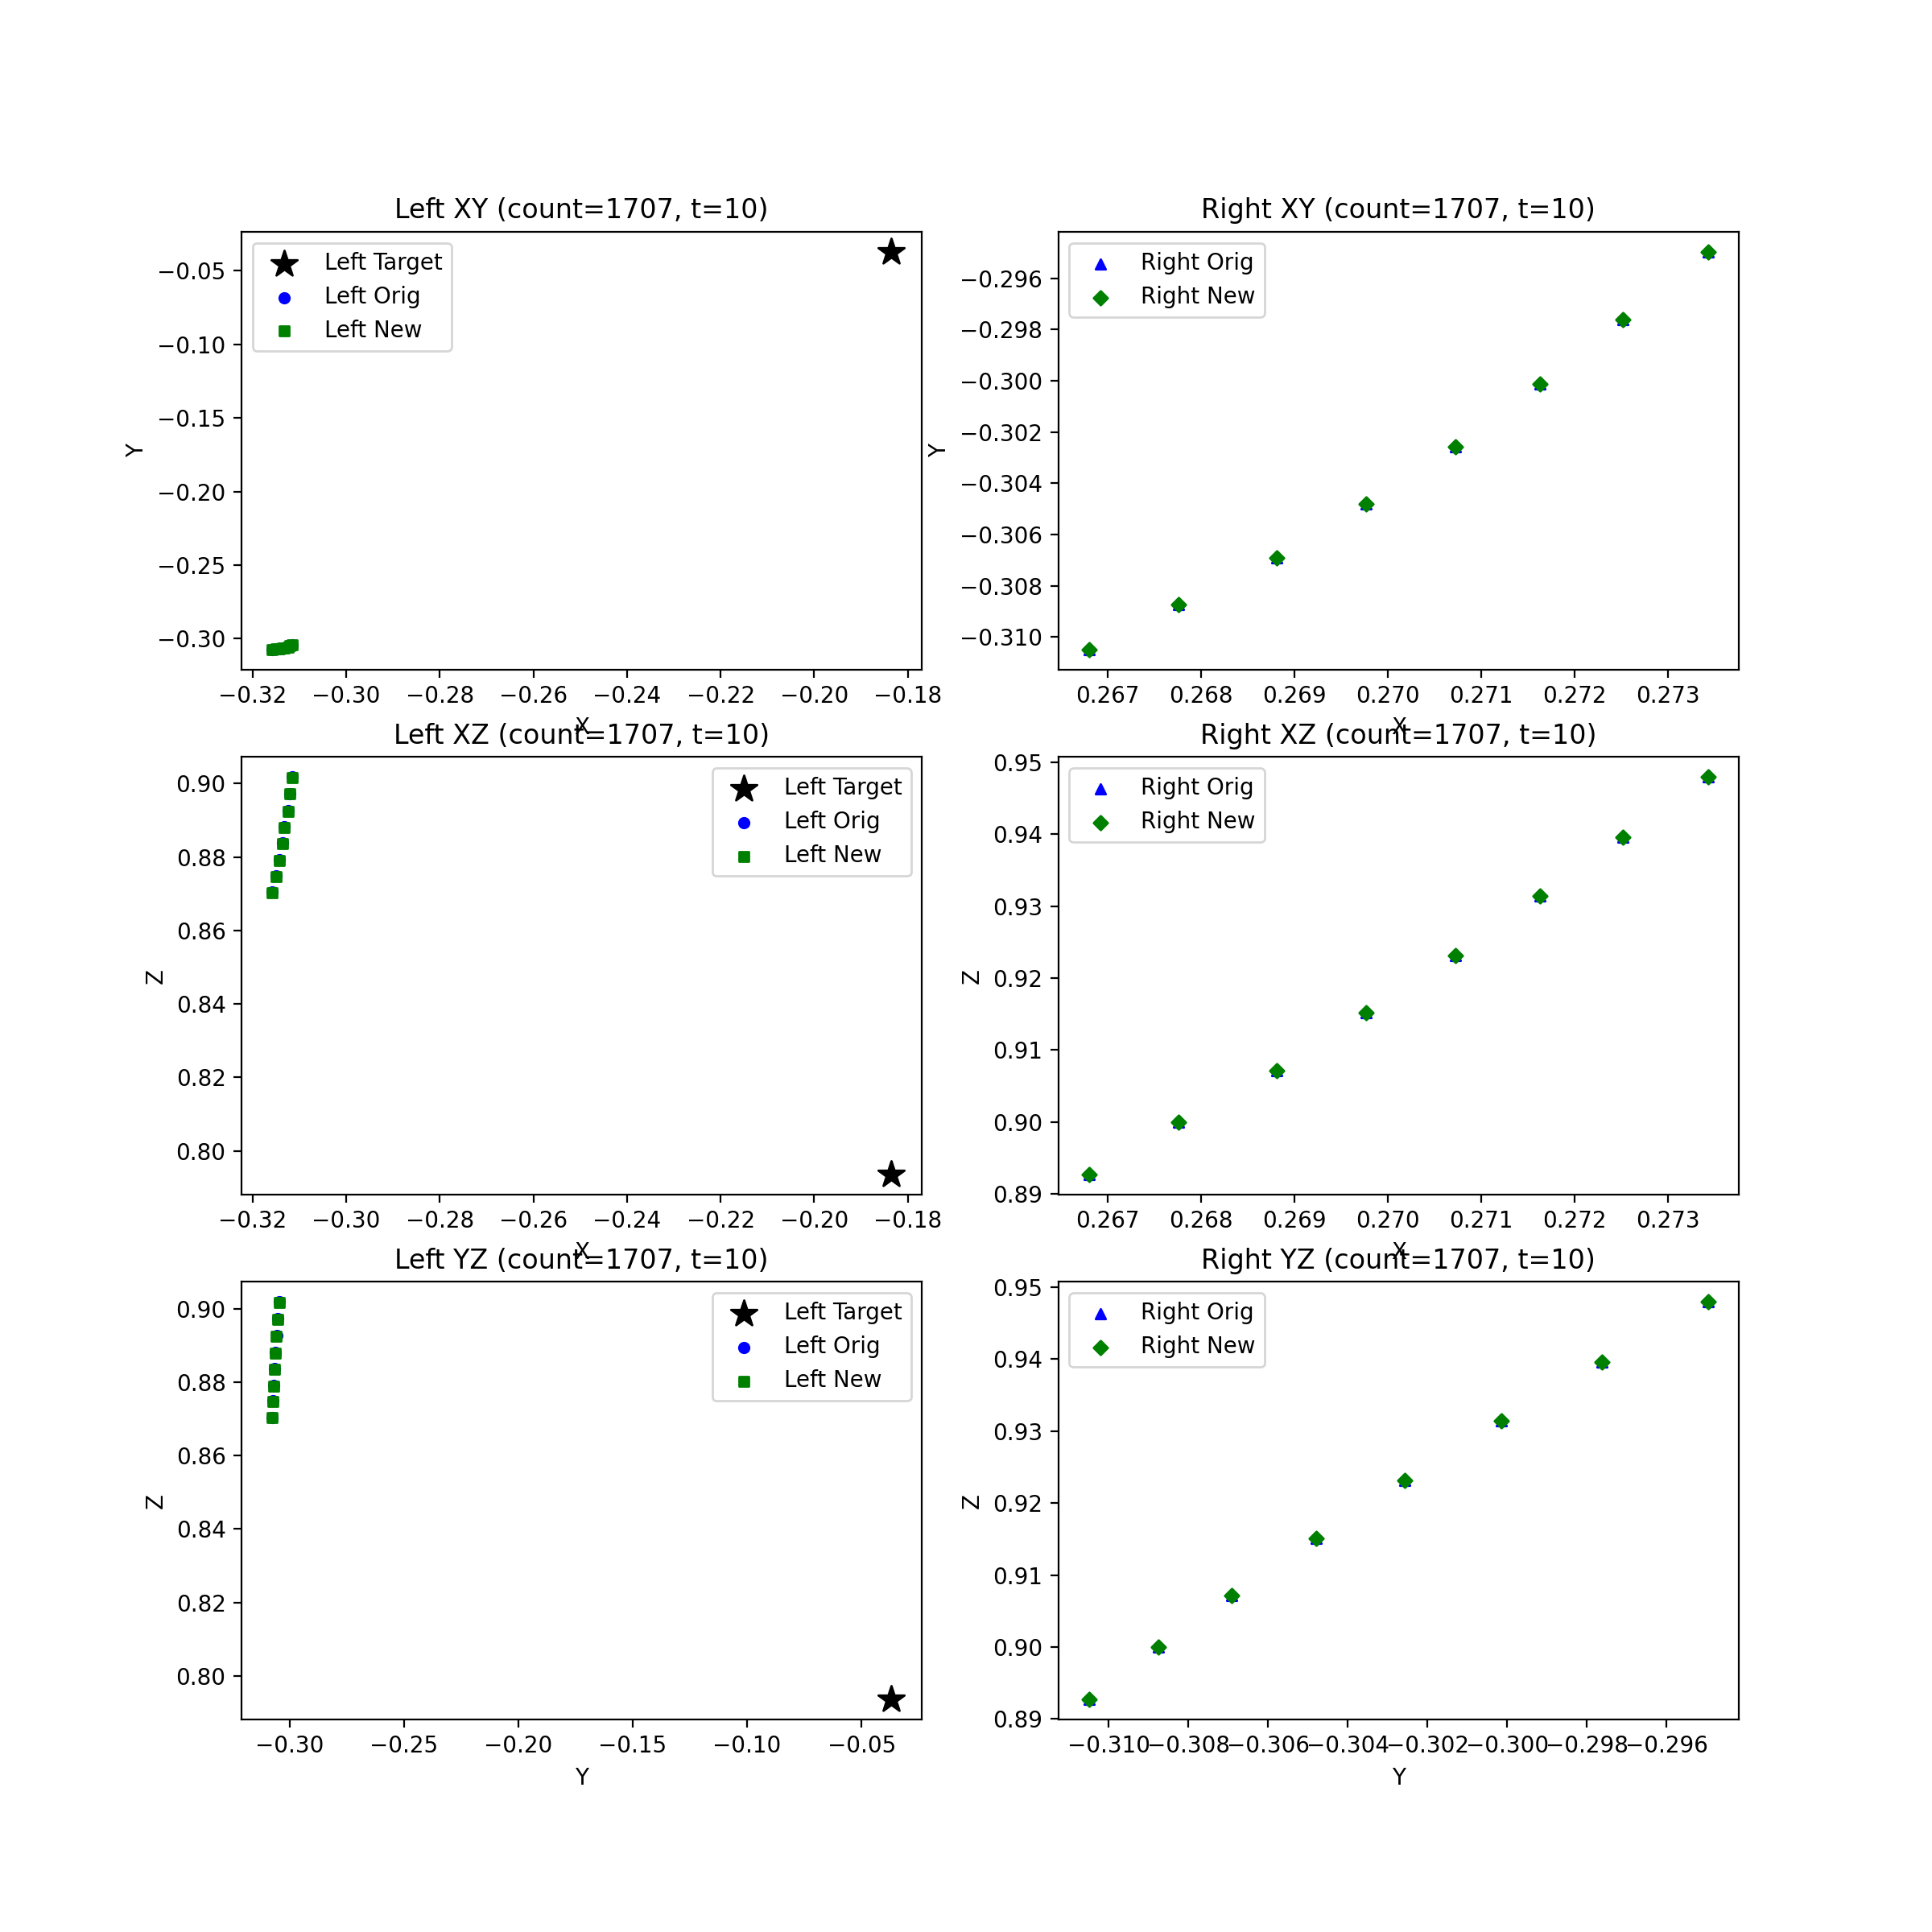 Left XY (count=1707, t=10)
Left Target
Left Orig
Left New
−0.05
−0.10
−0.15
−0.20
−0.25
−0.30
Y
−0.32 −0.30 −0.28 −0.26 −0.24 −0.22 −0.20 −0.18
X
Right XY (count=1707, t=10)
Right Orig
Right New
−0.296
−0.298
−0.300
−0.302
−0.304
−0.306
−0.308
−0.310
Y
0.267 0.268 0.269 0.270 0.271 0.272 0.273
X
Left XZ (count=1707, t=10)
Left Target
Left Orig
Left New
0.90
0.88
0.86
0.84
0.82
0.80
Z
−0.32 −0.30 −0.28 −0.26 −0.24 −0.22 −0.20 −0.18
X
Right XZ (count=1707, t=10)
Right Orig
Right New
0.95
0.94
0.93
0.92
0.91
0.90
0.89
Z
0.267 0.268 0.269 0.270 0.271 0.272 0.273
X
Left YZ (count=1707, t=10)
Left Target
Left Orig
Left New
0.90
0.88
0.86
0.84
0.82
0.80
Z
−0.30 −0.25 −0.20 −0.15 −0.10 −0.05
Y
Right YZ (count=1707, t=10)
Right Orig
Right New
0.95
0.94
0.93
0.92
0.91
0.90
0.89
Z
−0.310 −0.308 −0.306 −0.304 −0.302 −0.300 −0.298 −0.296
Y